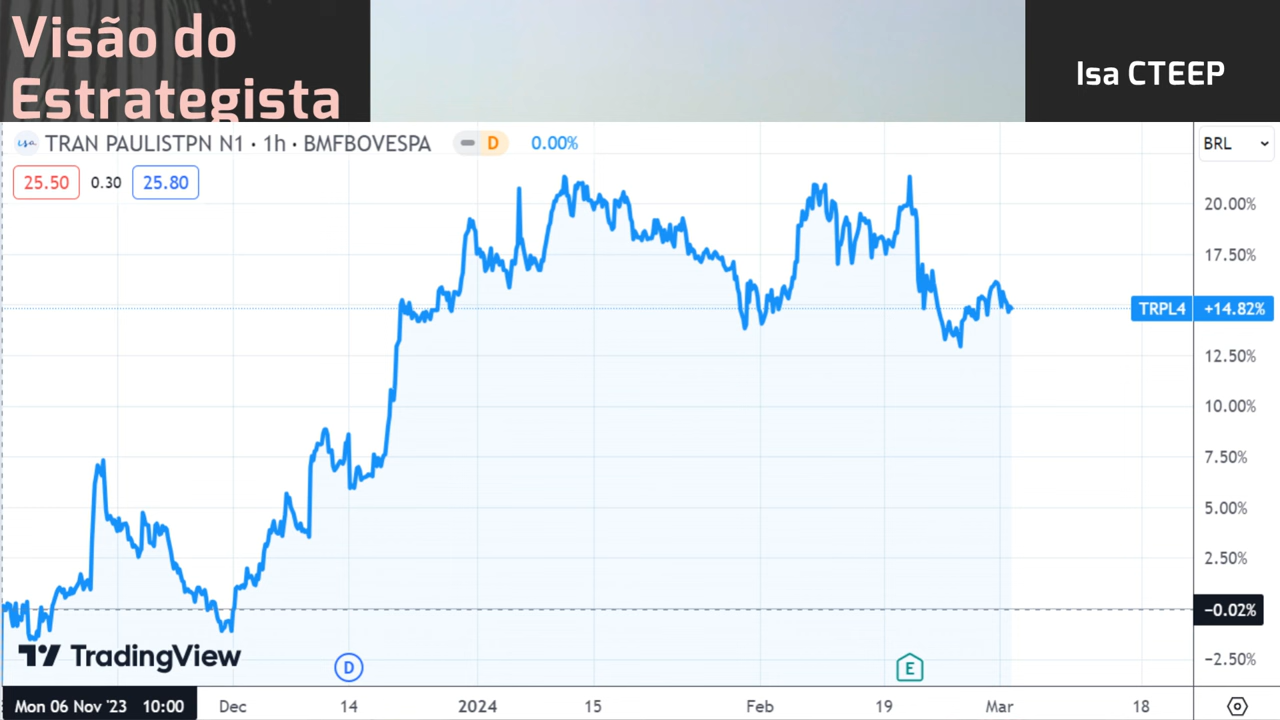 Visão do
Estrategista
Isa CTEEP
isa
TRAN PAULISTPN N1 · 1h · BMFBOVESPA
D
0.00%
BRL
25.50
0.30
25.80
20.00%
17.50%
TRPL4
+14.82%
12.50%
10.00%
7.50%
5.00%
2.50%
−0.02%
−2.50%
TradingView
D
E
Mon 06 Nov '23 10:00
Dec
14
2024
15
Feb
19
Mar
18